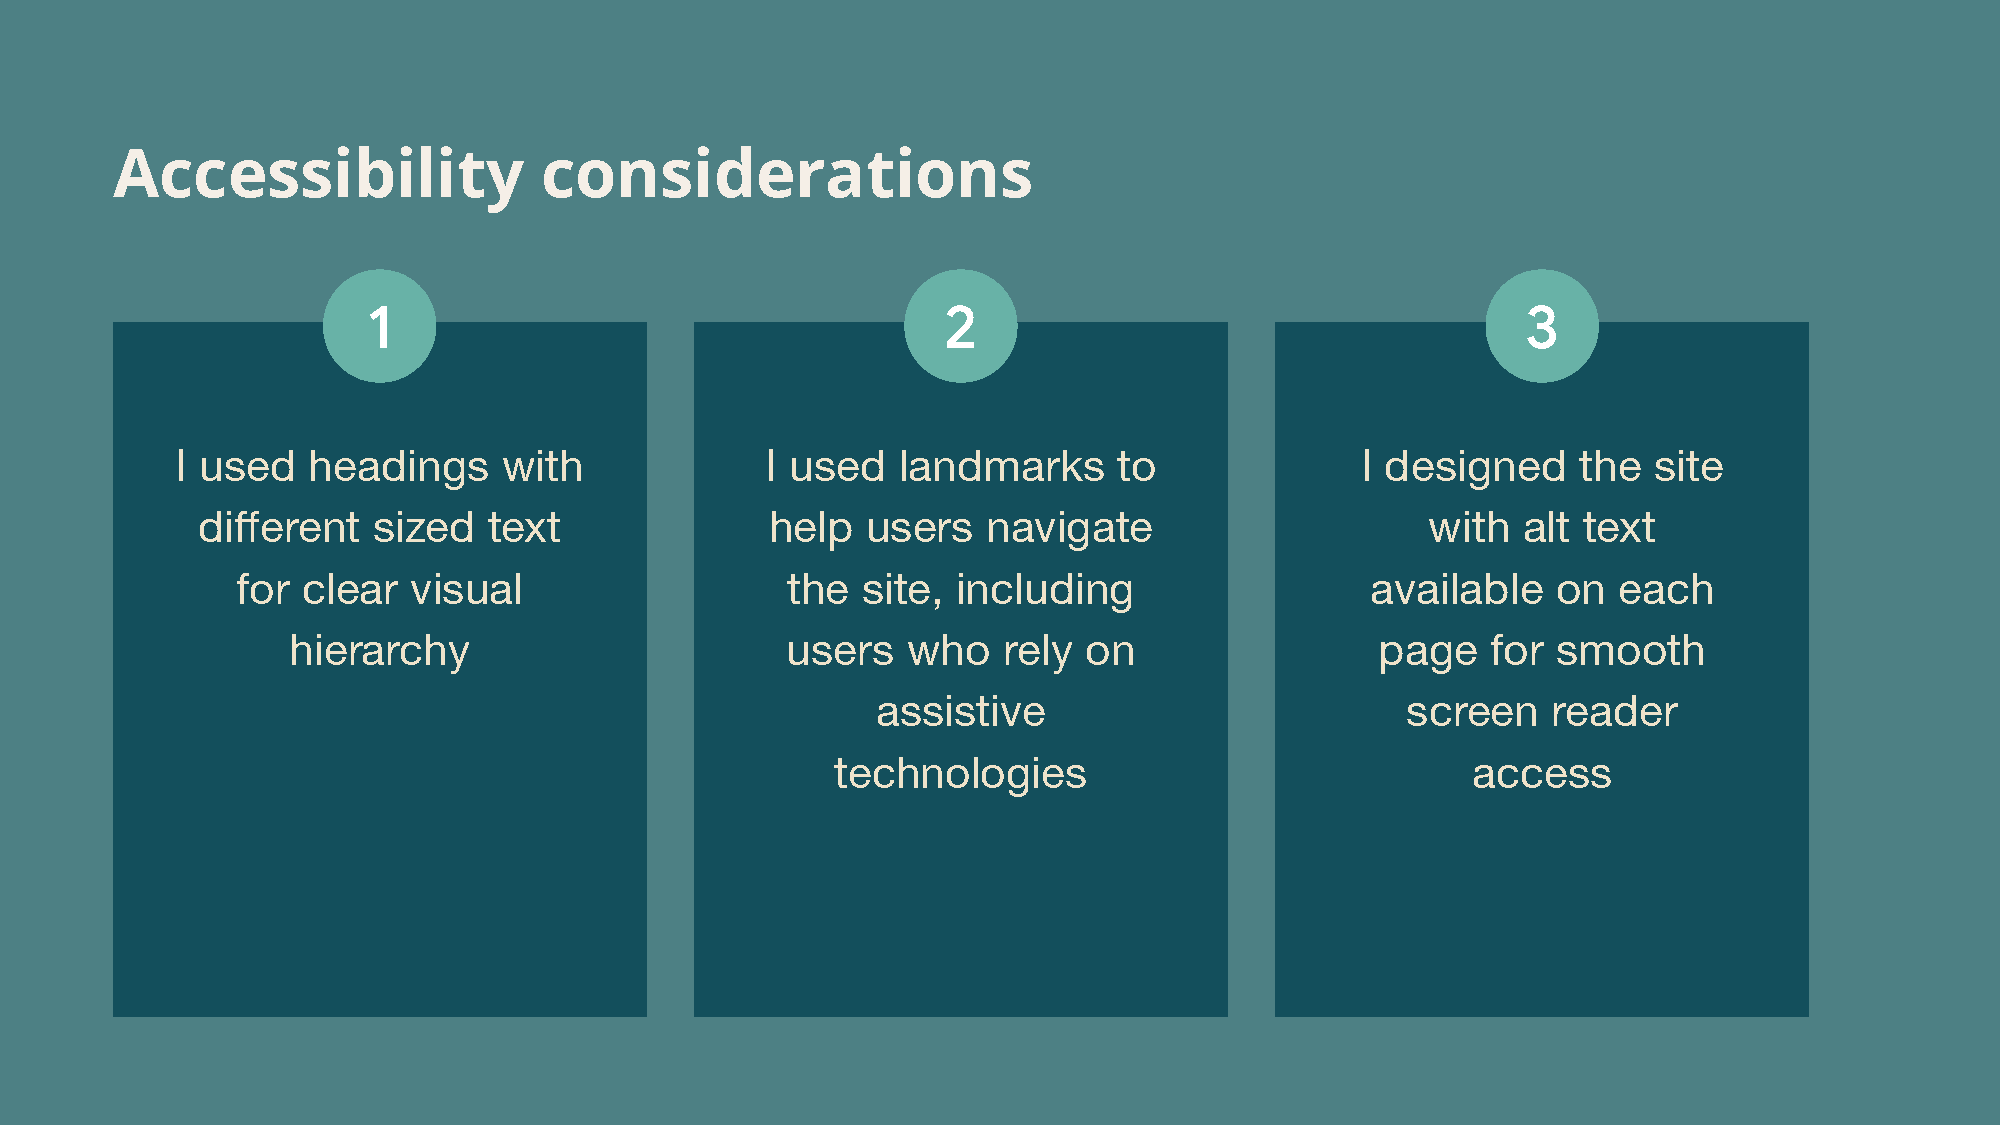 Accessibility considerations
1
I used headings with
different sized text
for clear visual
hierarchy
2
I used landmarks to
help users navigate
the site, including
users who rely on
assistive
technologies
3
I designed the site
with alt text
available on each
page for smooth
screen reader
access